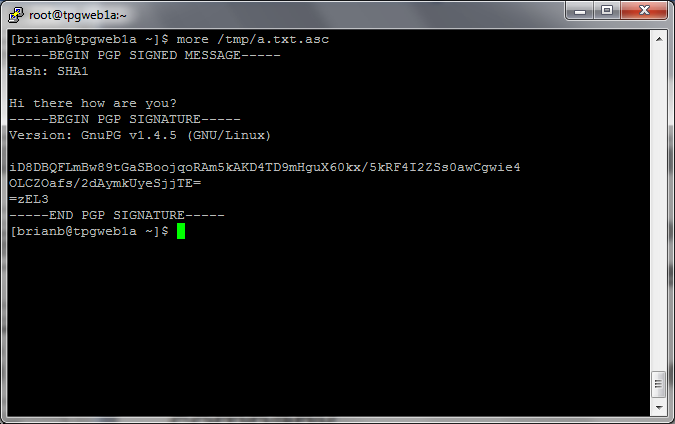 root@tpgweb1a:~
[brianb@tpgweb1a ~]$ more /tmp/a.txt.asc
-----BEGIN PGP SIGNED MESSAGE-----
Hash: SHA1
Hi there how are you?
-----BEGIN PGP SIGNATURE-----
Version: GnuPG v1.4.5 (GNU/Linux)
iD8DBQFLmBw89tGaSBoojqoRAm5kAKD4TD9mHguX60kx/5kRF4I2ZSs0awCgwie4
OLCZOafs/2dAymkUyeSjjTE=
=zEL3
-----END PGP SIGNATURE-----
[brianb@tpgweb1a ~]$